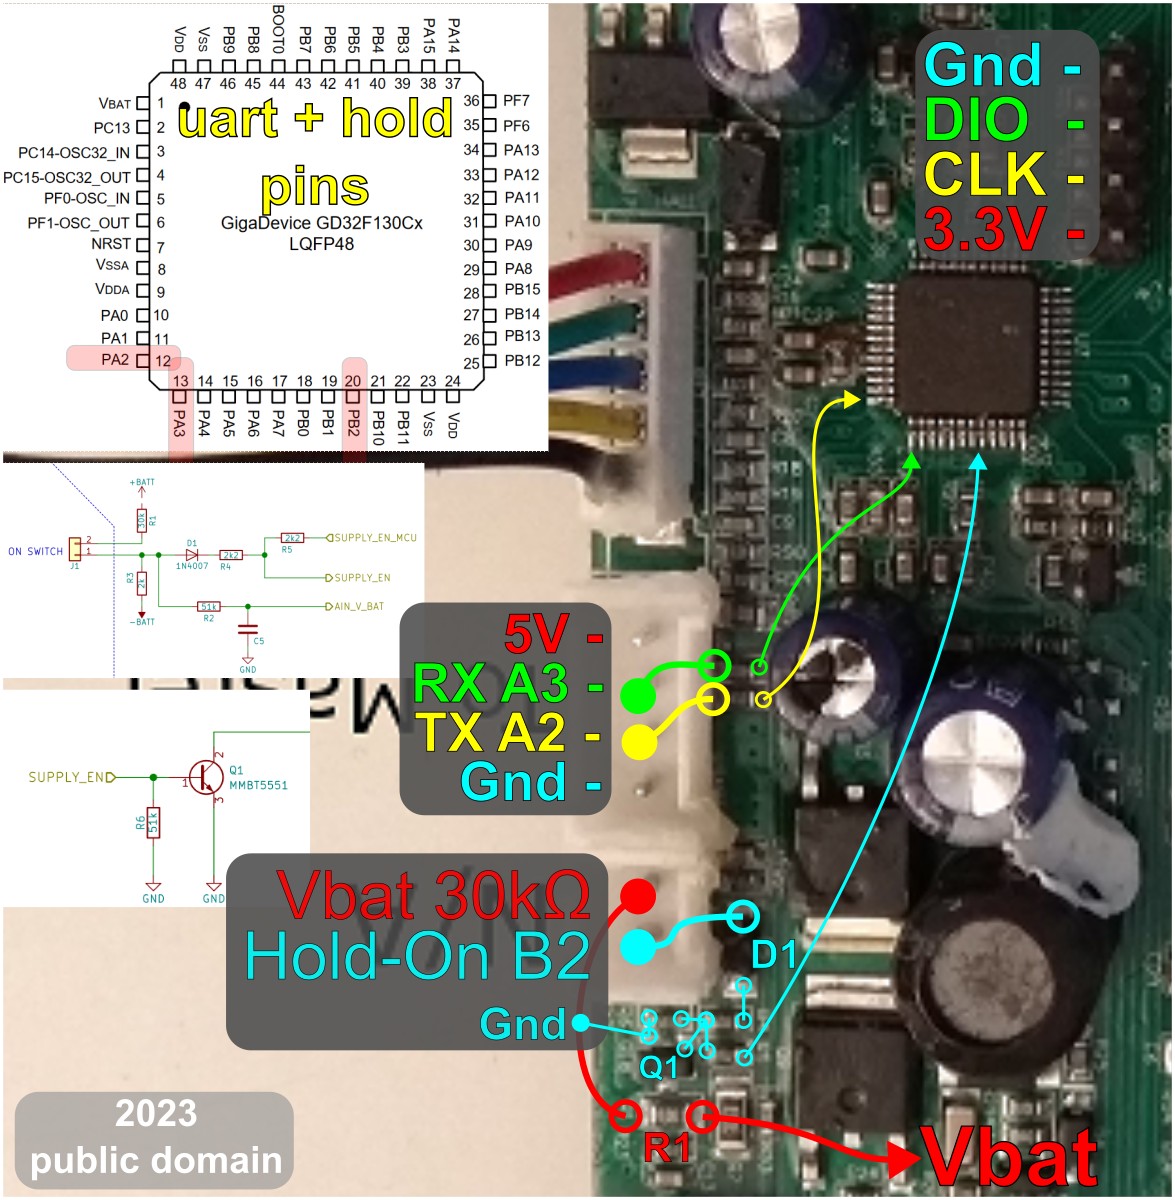 VDD
VSS
PB9
PB8
BOOT0
PB7
PB6
PB5
PB4
PB3
PA15
PA14
48 47 46 45 44 43 42 41 40 39 38 37
VBAT 1
PC13 2
PC14-OSC32_IN 3
PC15-OSC32_OUT 4
PF0-OSC_IN 5
PF1-OSC_OUT 6
NRST 7
VSSA 8
VDDA 9
PA0 10
PA1 11
PA2 12
36 PF7
35 PF6
34 PA13
33 PA12
32 PA11
31 PA10
30 PA9
29 PA8
28 PB15
27 PB14
26 PB13
25 PB12
uart + hold
pins
GigaDevice GD32F130Cx
LQFP48
13 14 15 16 17 18 19 20 21 22 23 24
PA3
PA4
PA5
PA6
PA7
PB0
PB1
PB2
PB10
PB11
VSS
VDD
Gnd -
DIO -
CLK -
3.3V -
+BATT
30k
R1
ON SWITCH
2
1
J1
R3
2k
-BATT
D1
1N4007
2k2
R4
2k2
R5
SUPPLY_EN_MCU
SUPPLY_EN
51k
R2
AIN_V_BAT
C5
GND
SUPPLY_EN
R6
51k
GND
1
2
3
Q1
MMBT5551
GND
5V -
RX A3 -
TX A2 -
Gnd -
Vbat 30kΩ
Hold-On B2
Gnd
D1
Q1
R1
Vbat
2023
public domain